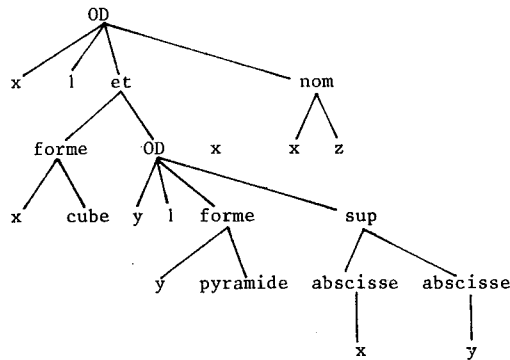 OD
x l et nom
forme OD x x z
x cube y l forme sup
y pyramide abscisse abscisse
x y